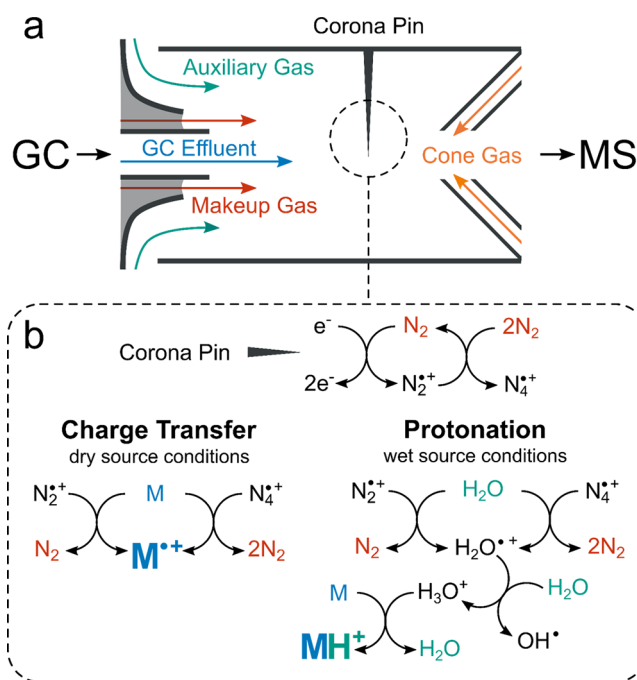 a
Corona Pin
Auxiliary Gas
GC
GC Effluent
Cone Gas
MS
Makeup Gas
b
e⁻ N₂ 2N₂
Corona Pin
2e⁻ N₂•⁺ N₄•⁺
Charge Transfer
dry source conditions
N₂•⁺ M N₄•⁺
N₂ M•⁺ 2N₂
Protonation
wet source conditions
N₂•⁺ H₂O N₄•⁺
N₂ H₂O•⁺ 2N₂
M H₃O⁺ H₂O
MH⁺ H₂O OH•